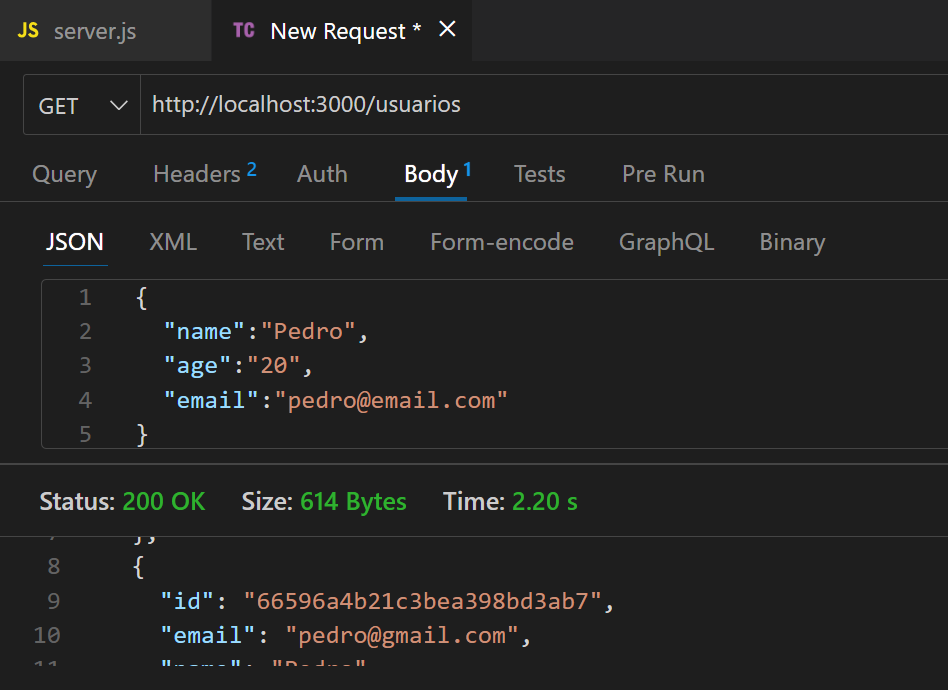 JS server.js TC New Request *
GET http://localhost:3000/usuarios
Query Headers 2 Auth Body 1 Tests Pre Run
JSON XML Text Form Form-encode GraphQL Binary
1 {
2 "name":"Pedro",
3 "age":"20",
4 "email":"pedro@email.com"
5 }
Status: 200 OK Size: 614 Bytes Time: 2.20 s
},
8 {
9 "id": "66596a4b21c3bea398bd3ab7",
10 "email": "pedro@gmail.com",
11 "name": "Pedro"